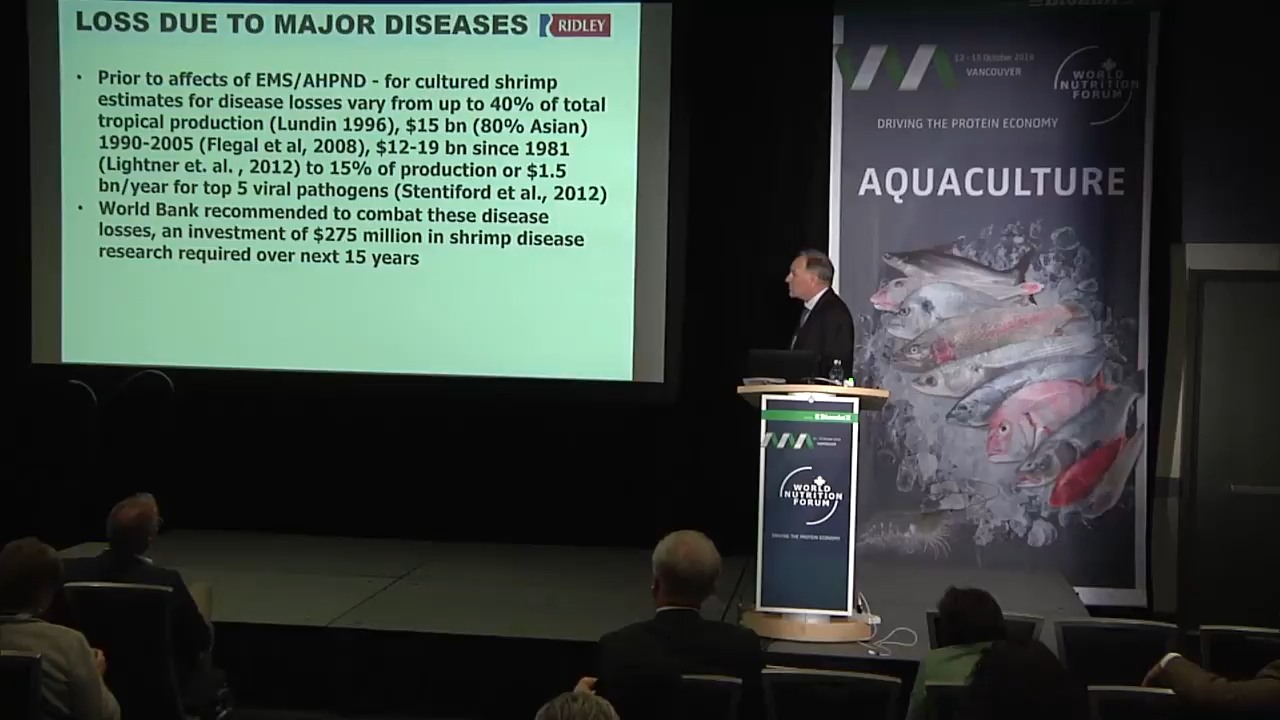 LOSS DUE TO MAJOR DISEASES
RIDLEY
• Prior to affects of EMS/AHPND - for cultured shrimp
estimates for disease losses vary from up to 40% of total
tropical production (Lundin 1996), $15 bn (80% Asian)
1990-2005 (Flegal et al, 2008), $12-19 bn since 1981
(Lightner et. al. , 2012) to 15% of production or $1.5
bn/year for top 5 viral pathogens (Stentiford et al., 2012)
• World Bank recommended to combat these disease
losses, an investment of $275 million in shrimp disease
research required over next 15 years
12 - 15 October 2016
VANCOUVER
WORLD
NUTRITION
FORUM
DRIVING THE PROTEIN ECONOMY
AQUACULTURE
VANCOUVER
WORLD
NUTRITION
FORUM
DRIVING THE PROTEIN ECONOMY